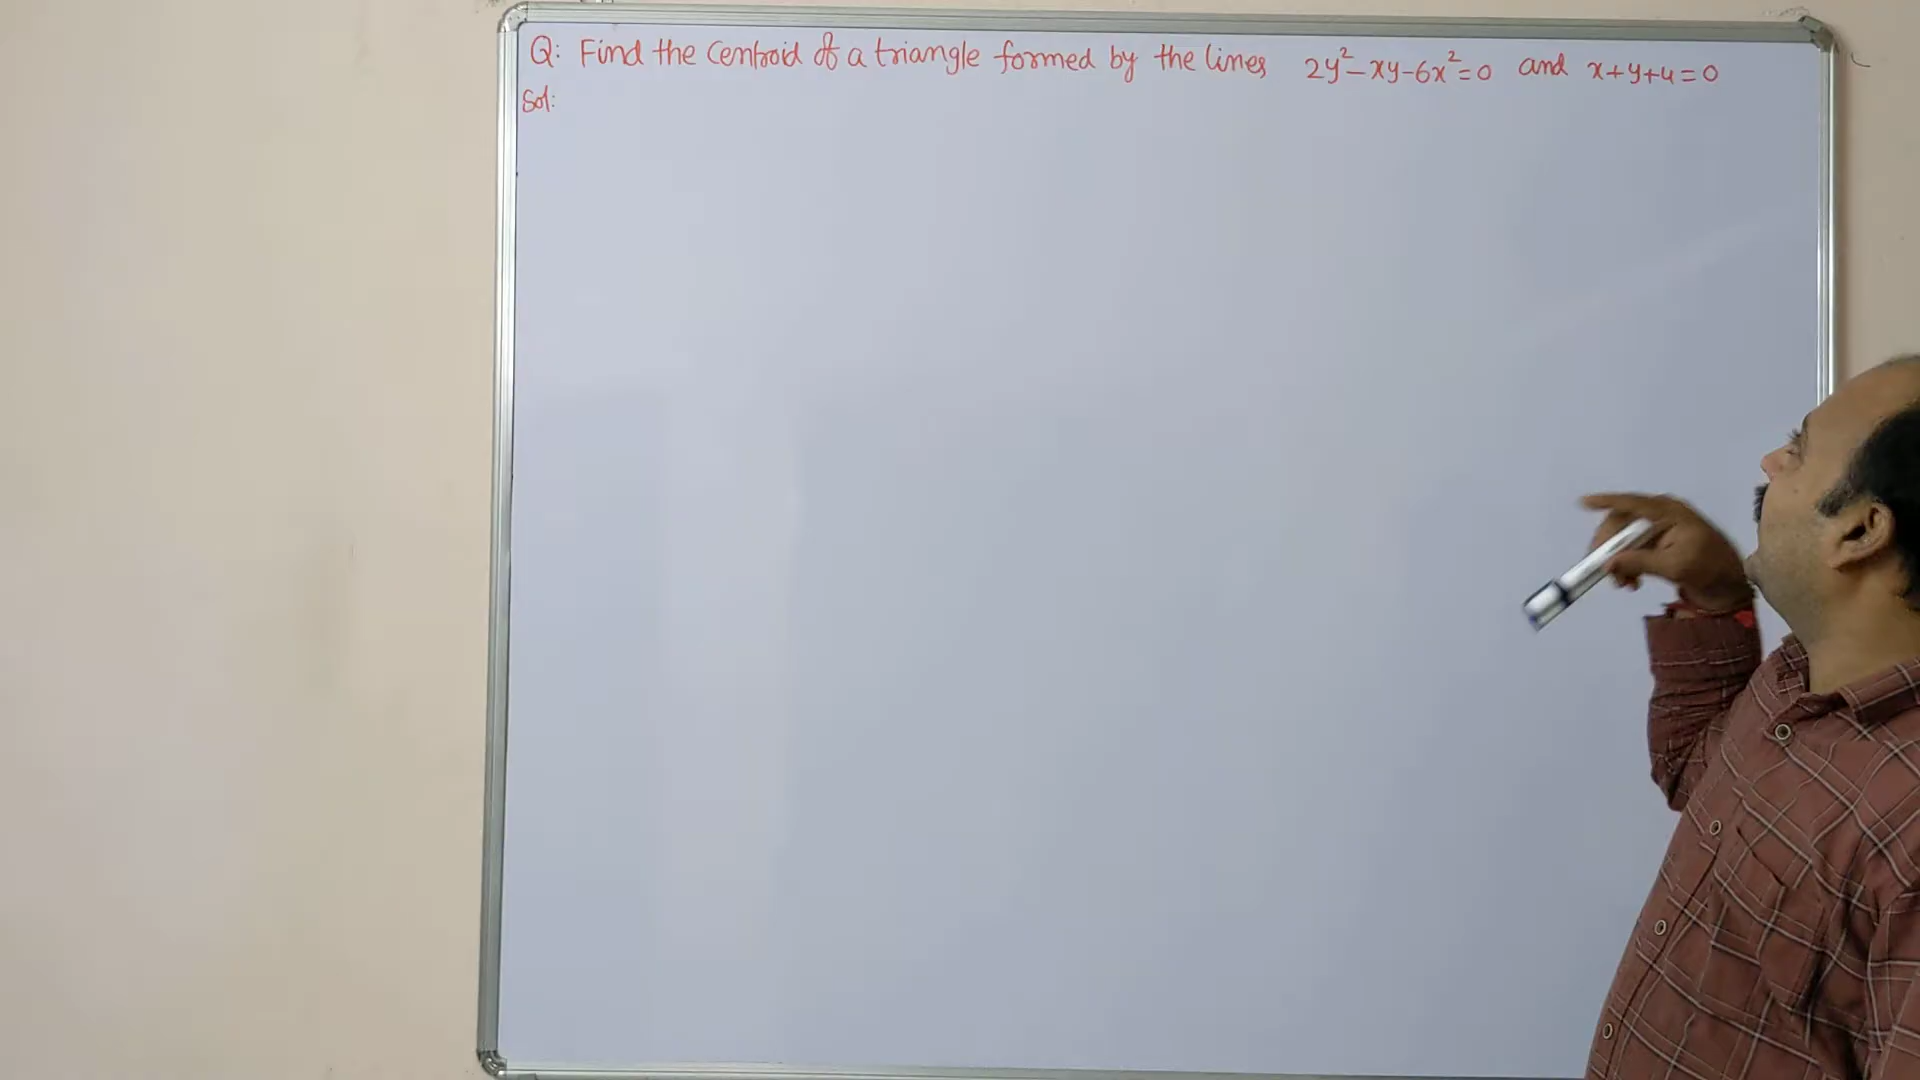 Q: Find the Centroid of a triangle formed by the lines 2y²-xy-6x²=0 and x+y+4=0
Sol: